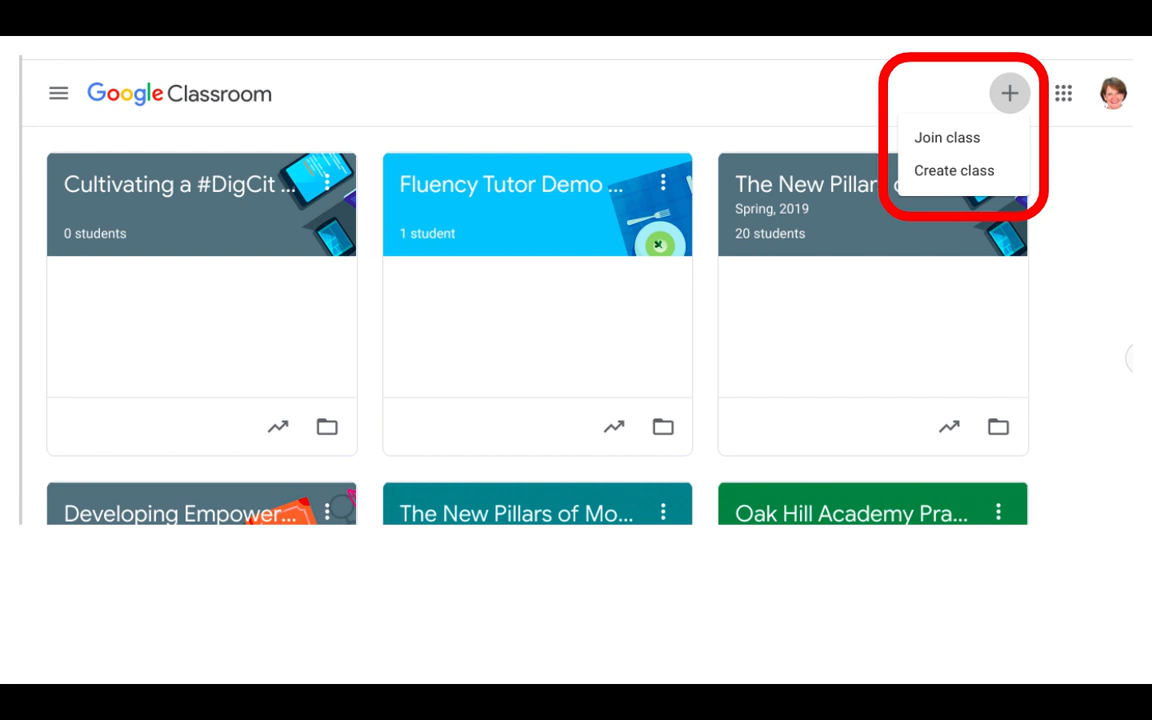 Google Classroom
Join class
Create class
Cultivating a #DigCit ...
0 students
Fluency Tutor Demo ...
1 student
The New Pillar
Spring, 2019
20 students
Developing Empower...
The New Pillars of Mo...
Oak Hill Academy Pra...